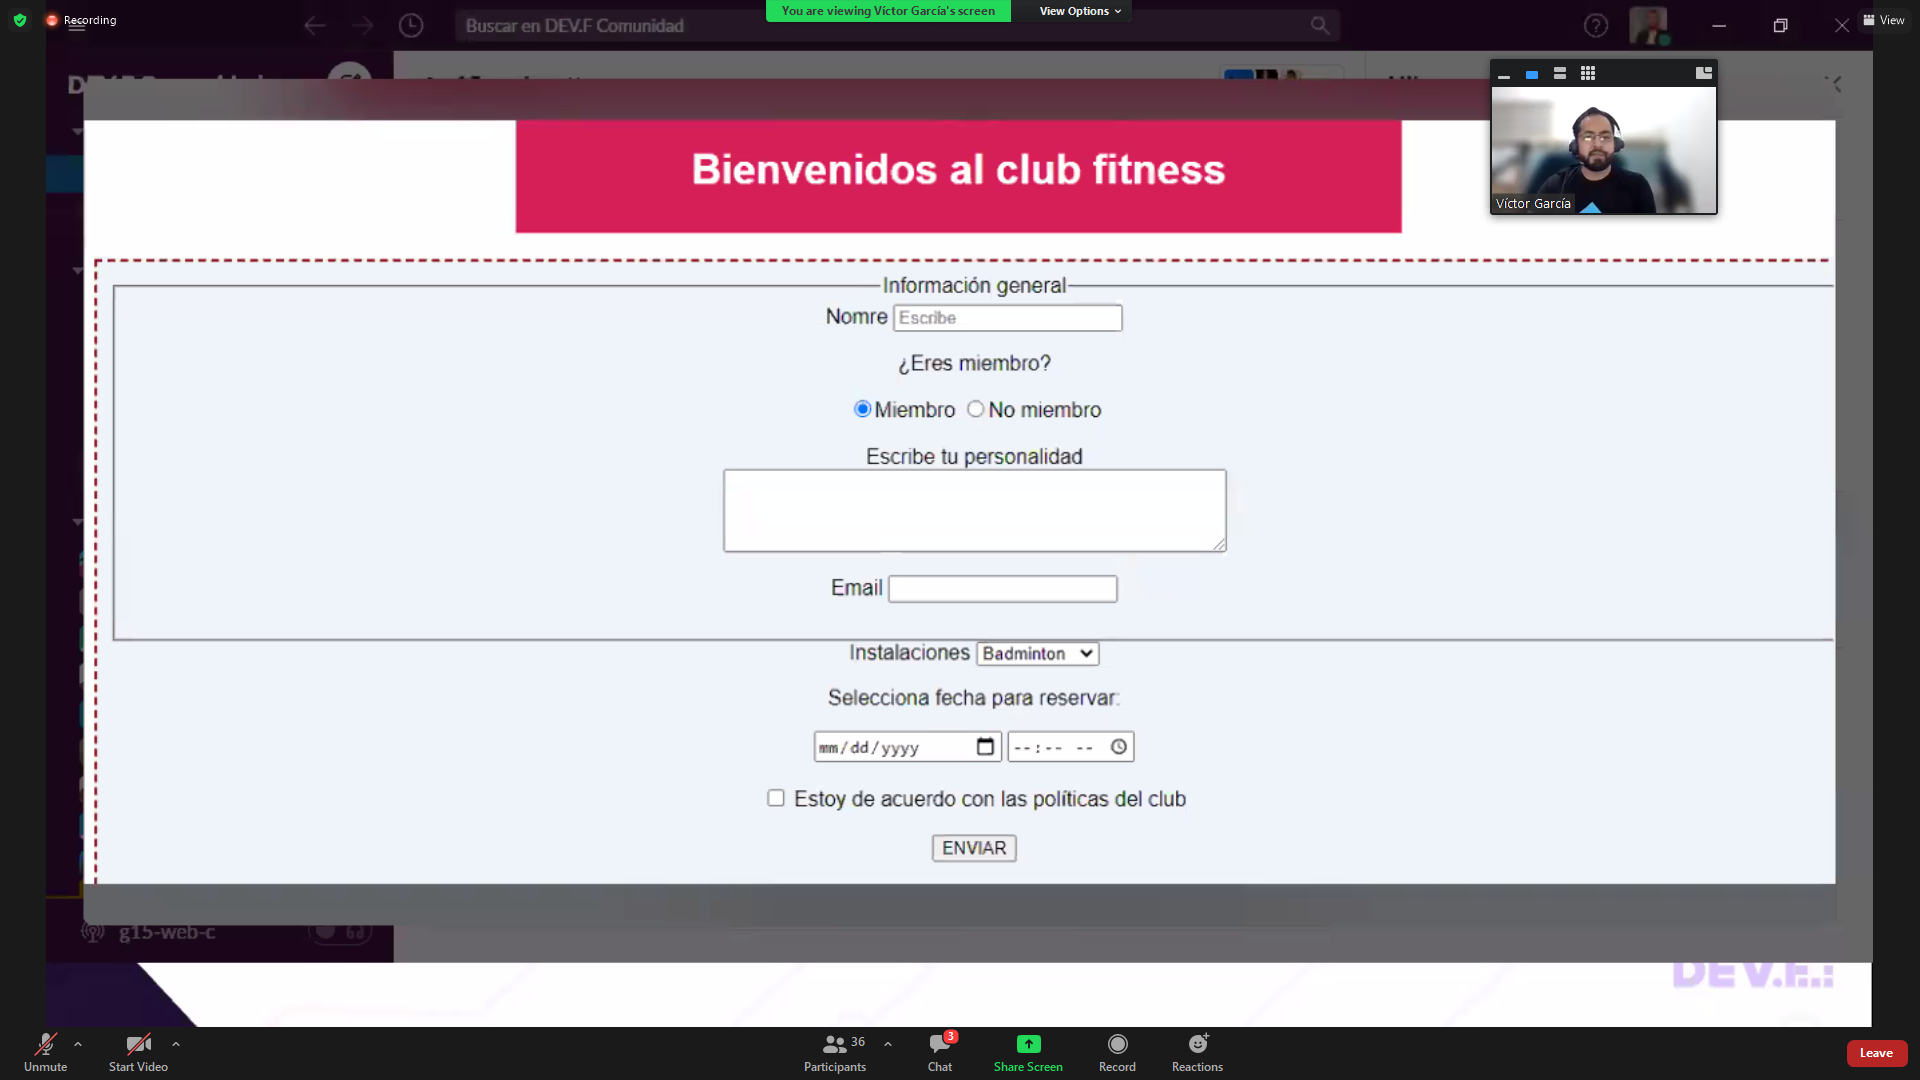 Recording
You are viewing Víctor García's screen
View Options
View
Buscar en DEV.F Comunidad
Víctor García
Bienvenidos al club fitness
Información general
Nomre Escribe
¿Eres miembro?
Miembro No miembro
Escribe tu personalidad
Email
Instalaciones Badminton
Selecciona fecha para reservar:
mm/dd/yyyy --:-- --
Estoy de acuerdo con las políticas del club
ENVIAR
g15-web-c
DEV.F.:
Unmute
Start Video
36
Participants
3
Chat
Share Screen
Record
Reactions
Leave